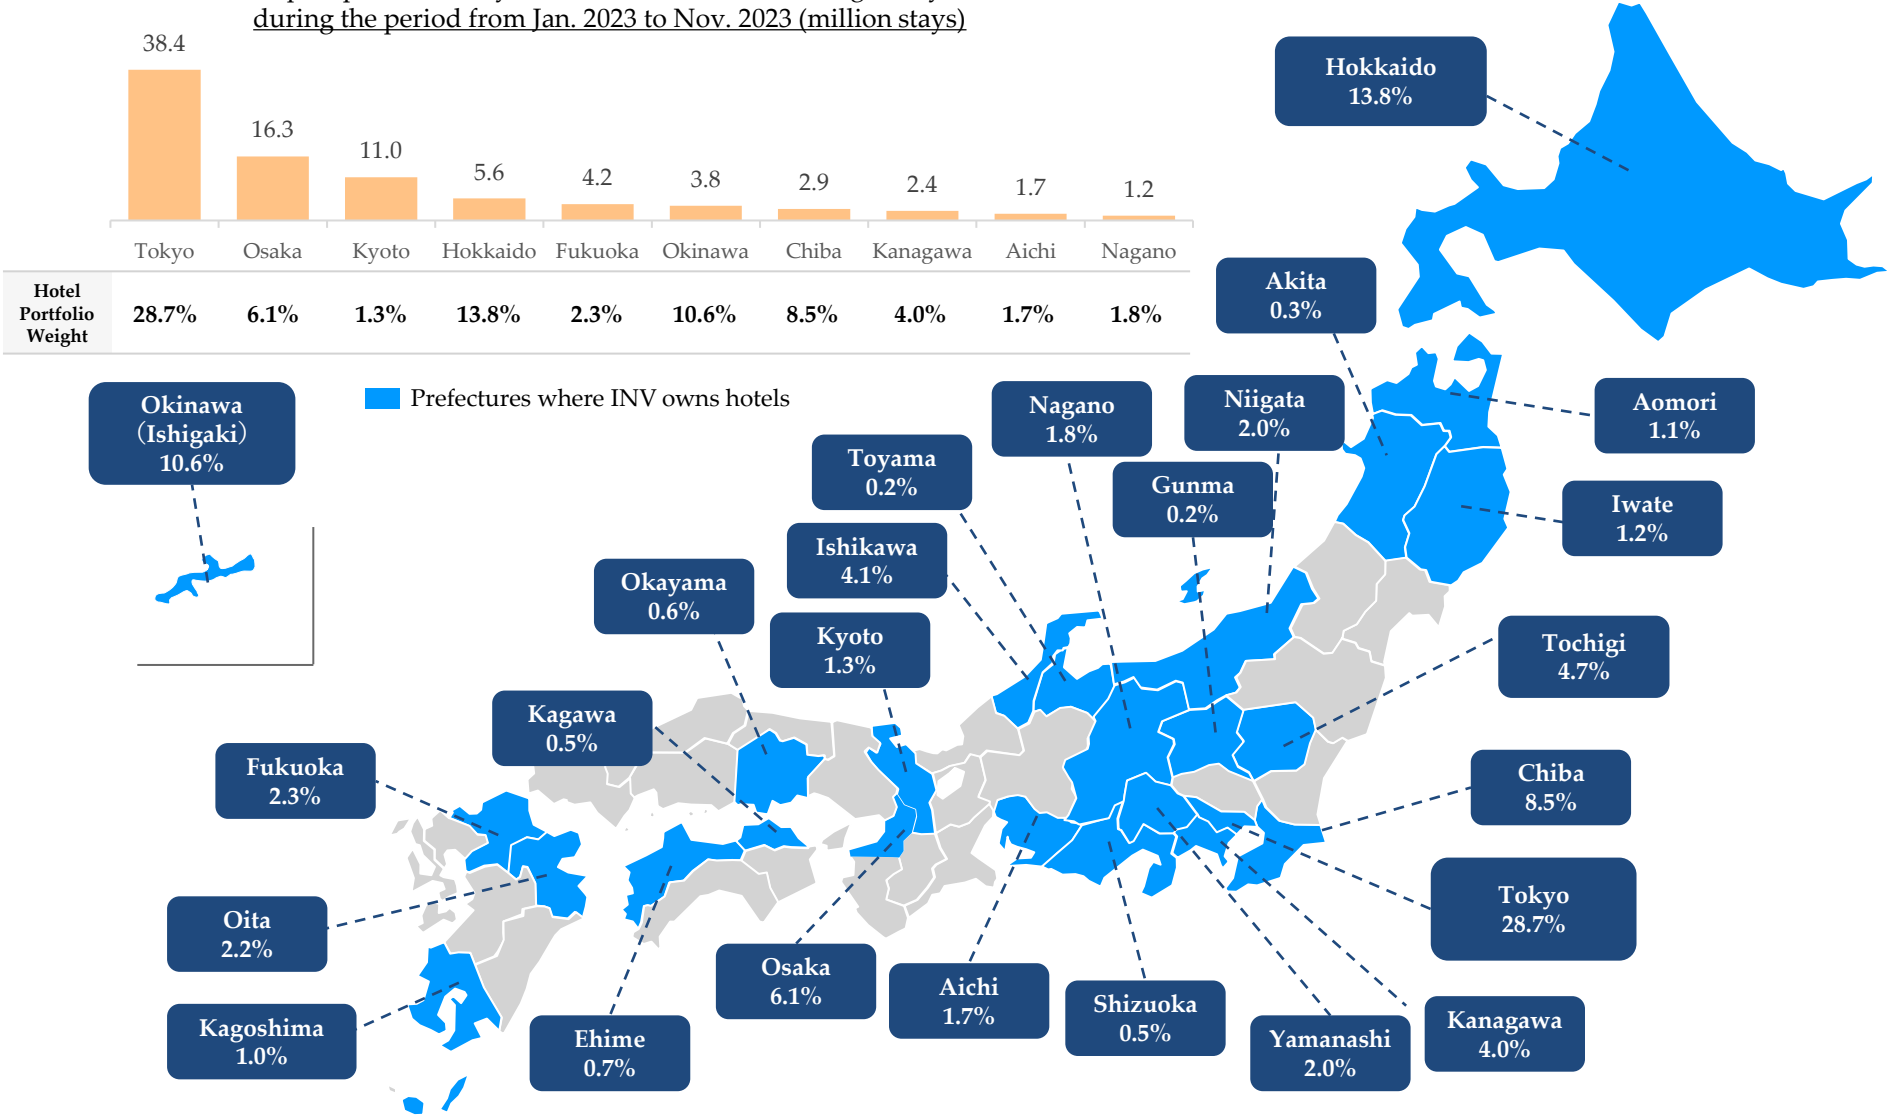 during the period from Jan. 2023 to Nov. 2023 (million stays)
38.4
16.3
11.0
5.6
4.2
3.8
2.9
2.4
1.7
1.2
Tokyo
Osaka
Kyoto
Hokkaido
Fukuoka
Okinawa
Chiba
Kanagawa
Aichi
Nagano
Hotel
Portfolio
Weight
28.7%
6.1%
1.3%
13.8%
2.3%
10.6%
8.5%
4.0%
1.7%
1.8%
Prefectures where INV owns hotels
Hokkaido
13.8%
Akita
0.3%
Aomori
1.1%
Iwate
1.2%
Okinawa
（Ishigaki）
10.6%
Nagano
1.8%
Niigata
2.0%
Toyama
0.2%
Gunma
0.2%
Ishikawa
4.1%
Okayama
0.6%
Kyoto
1.3%
Tochigi
4.7%
Kagawa
0.5%
Fukuoka
2.3%
Chiba
8.5%
Tokyo
28.7%
Oita
2.2%
Osaka
6.1%
Aichi
1.7%
Shizuoka
0.5%
Kagoshima
1.0%
Ehime
0.7%
Yamanashi
2.0%
Kanagawa
4.0%